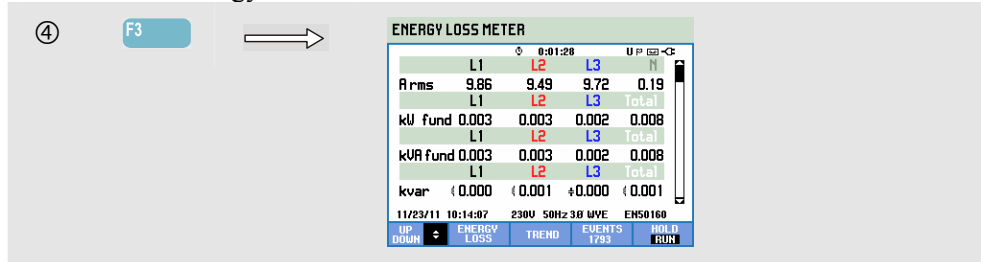 ④ F3
ENERGY LOSS METER
0:01:28 U
L1 L2 L3 N
A rms 9.86 9.49 9.72 0.19
L1 L2 L3 Total
kW fund 0.003 0.003 0.002 0.008
L1 L2 L3 Total
kVA fund 0.003 0.003 0.002 0.008
L1 L2 L3 Total
kvar 0.000 0.001 0.000 0.001
11/23/11 10:14:07 230V 50Hz 3Ø WYE EN50160
UP DOWN ENERGY LOSS TREND EVENTS 1793 HOLD RUN